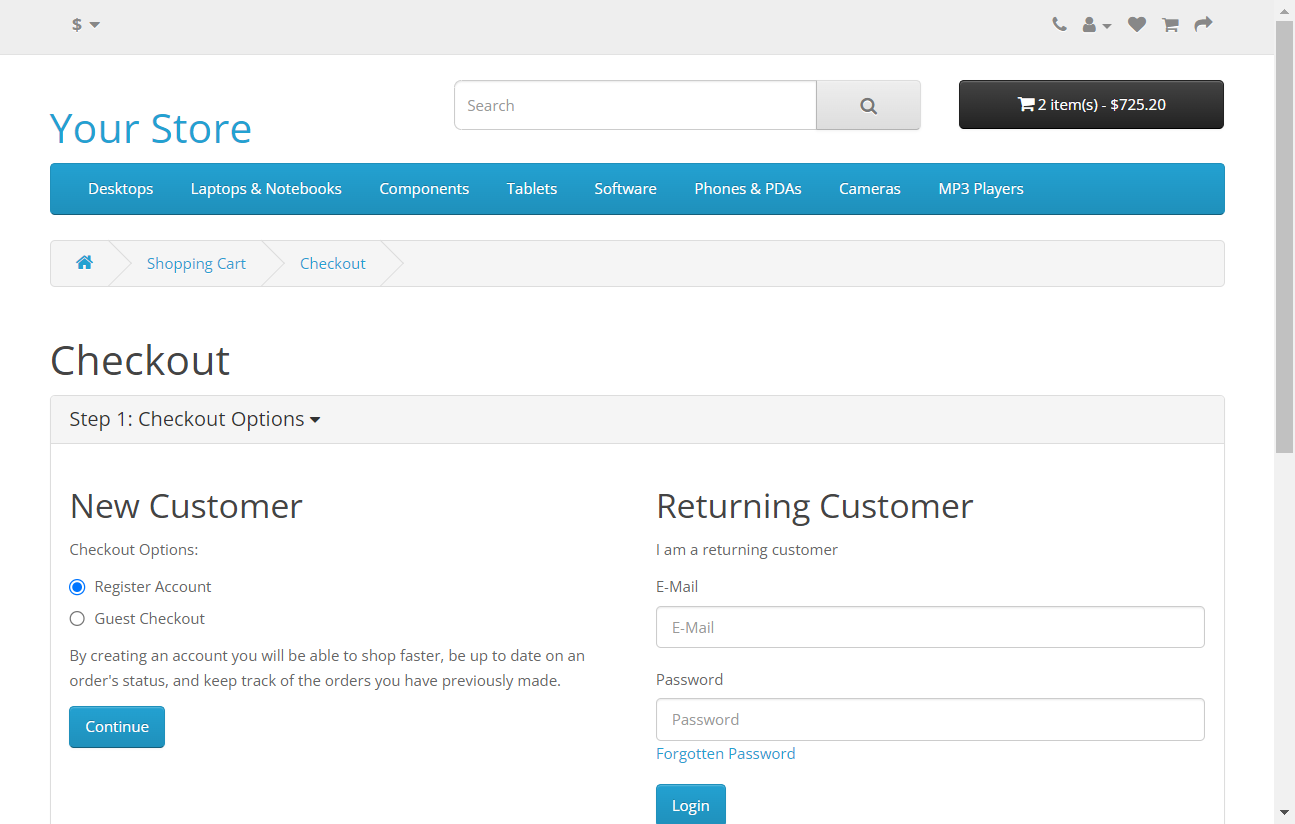 $
Your Store
Search
2 item(s) - $725.20
Desktops Laptops & Notebooks Components Tablets Software Phones & PDAs Cameras MP3 Players
Shopping Cart Checkout
Checkout
Step 1: Checkout Options
New Customer
Checkout Options:
Register Account
Guest Checkout
By creating an account you will be able to shop faster, be up to date on an
order's status, and keep track of the orders you have previously made.
Continue
Returning Customer
I am a returning customer
E-Mail
E-Mail
Password
Password
Forgotten Password
Login